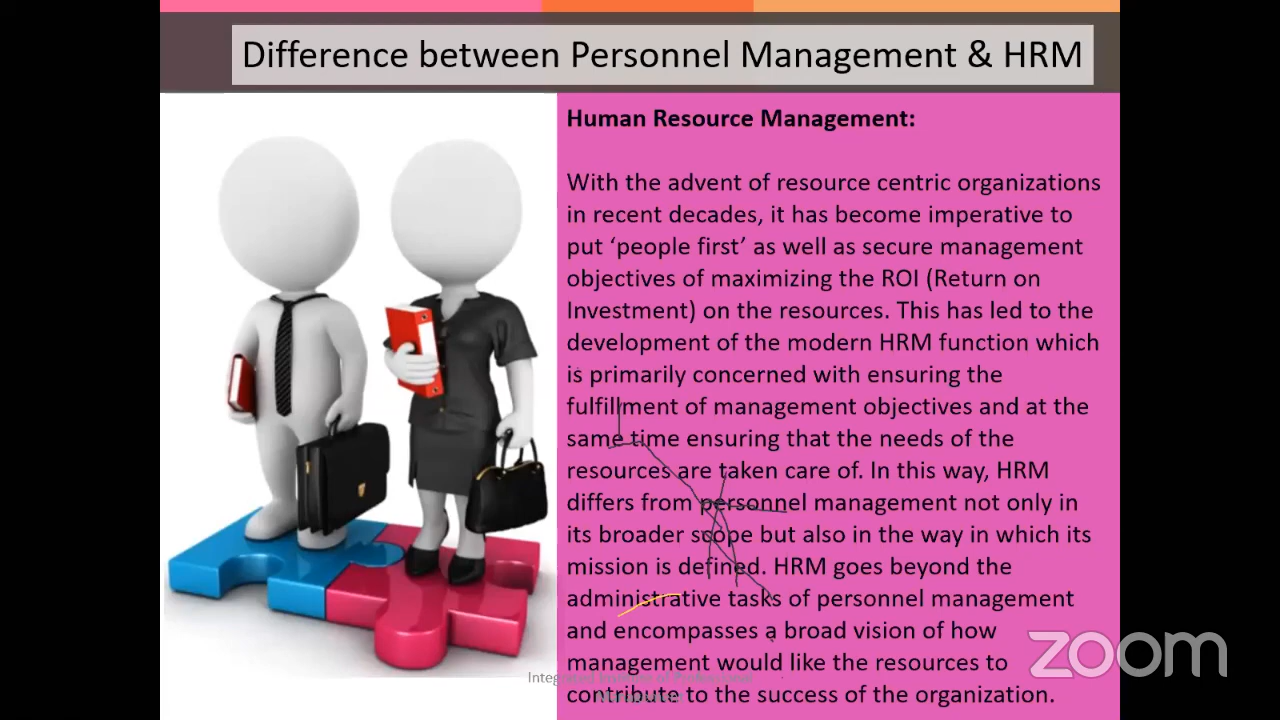 Difference between Personnel Management & HRM
Human Resource Management:
With the advent of resource centric organizations
in recent decades, it has become imperative to
put ‘people first’ as well as secure management
objectives of maximizing the ROI (Return on
Investment) on the resources. This has led to the
development of the modern HRM function which
is primarily concerned with ensuring the
fulfillment of management objectives and at the
same time ensuring that the needs of the
resources are taken care of. In this way, HRM
differs from personnel management not only in
its broader scope but also in the way in which its
mission is defined. HRM goes beyond the
administrative tasks of personnel management
and encompasses a broad vision of how
management would like the resources to
contribute to the success of the organization.
Integrated Institute of Professional
Management
zoom